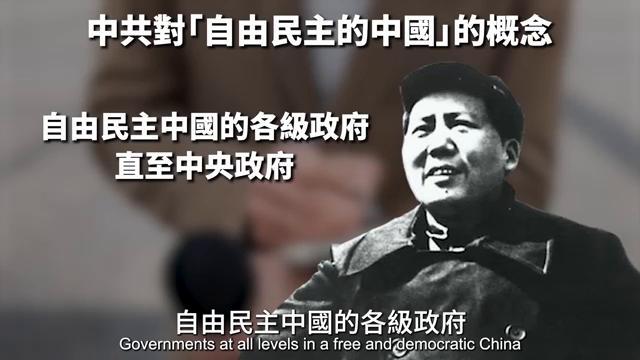 中共對「自由民主的中國」的概念
自由民主中國的各級政府
直至中央政府
自由民主中國的各級政府
Governments at all levels in a free and democratic China